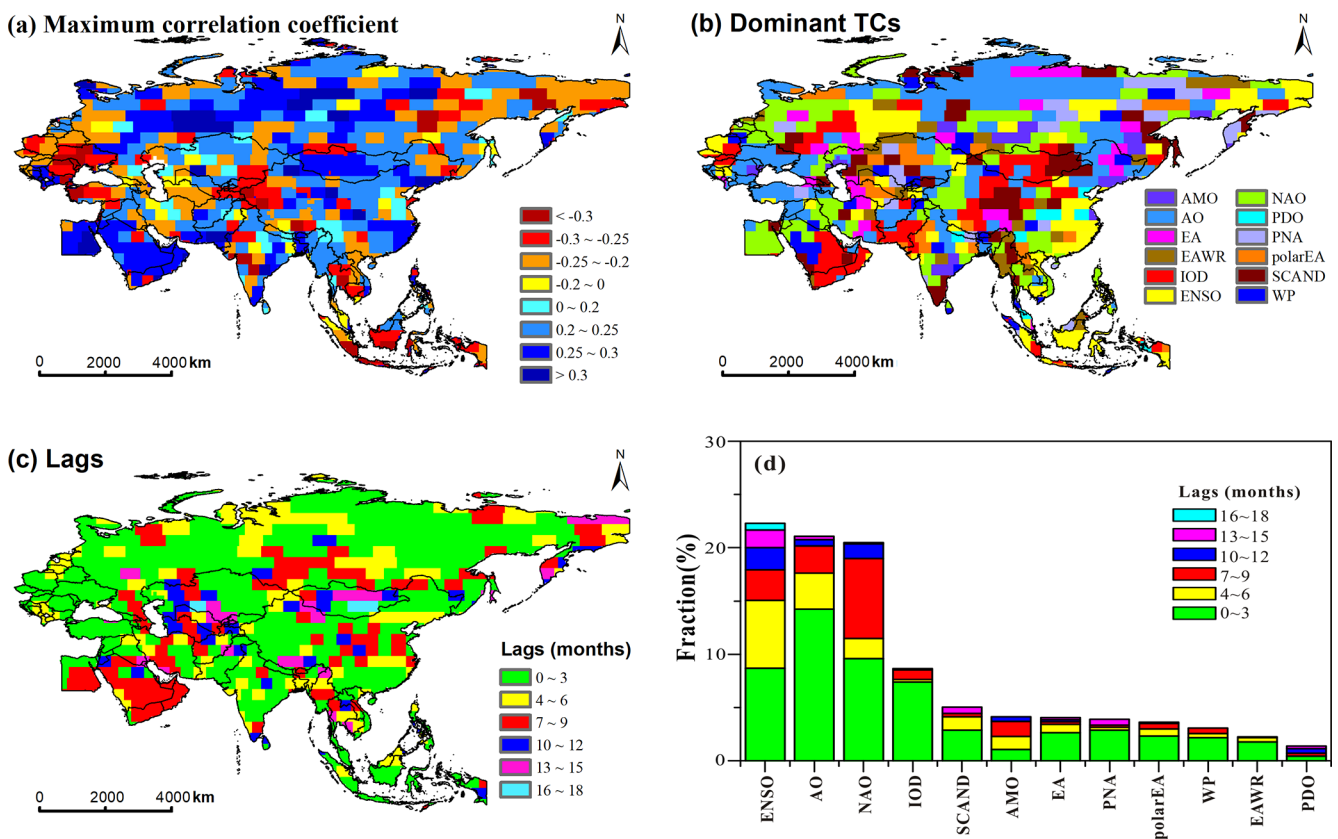 (a) Maximum correlation coefficient
N
< -0.3
-0.3 ~ -0.25
-0.25 ~ -0.2
-0.2 ~ 0
0 ~ 0.2
0.2 ~ 0.25
0.25 ~ 0.3
> 0.3
0 2000 4000 km
(b) Dominant TCs
N
AMO NAO
AO PDO
EA PNA
EAWR polarEA
IOD SCAND
ENSO WP
0 2000 4000 km
(c) Lags
N
Lags (months)
0 ~ 3
4 ~ 6
7 ~ 9
10 ~ 12
13 ~ 15
16 ~ 18
0 2000 4000 km
(d)
Fraction(%)
30
20
10
0
Lags (months)
16~18
13~15
10~12
7~9
4~6
0~3
ENSO
AO
NAO
IOD
SCAND
AMO
EA
PNA
polarEA
WP
EAWR
PDO